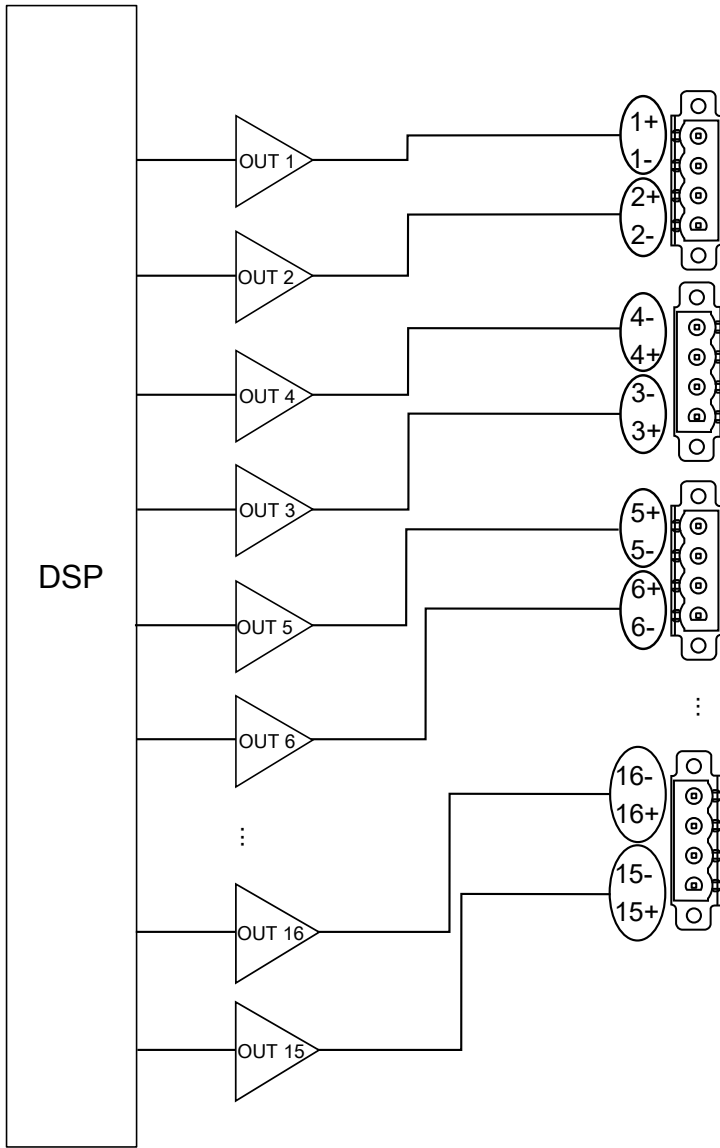 DSP
OUT 1
OUT 2
OUT 4
OUT 3
OUT 5
OUT 6
...
OUT 16
OUT 15
1+
1-
2+
2-
4-
4+
3-
3+
5+
5-
6+
6-
...
16-
16+
15-
15+